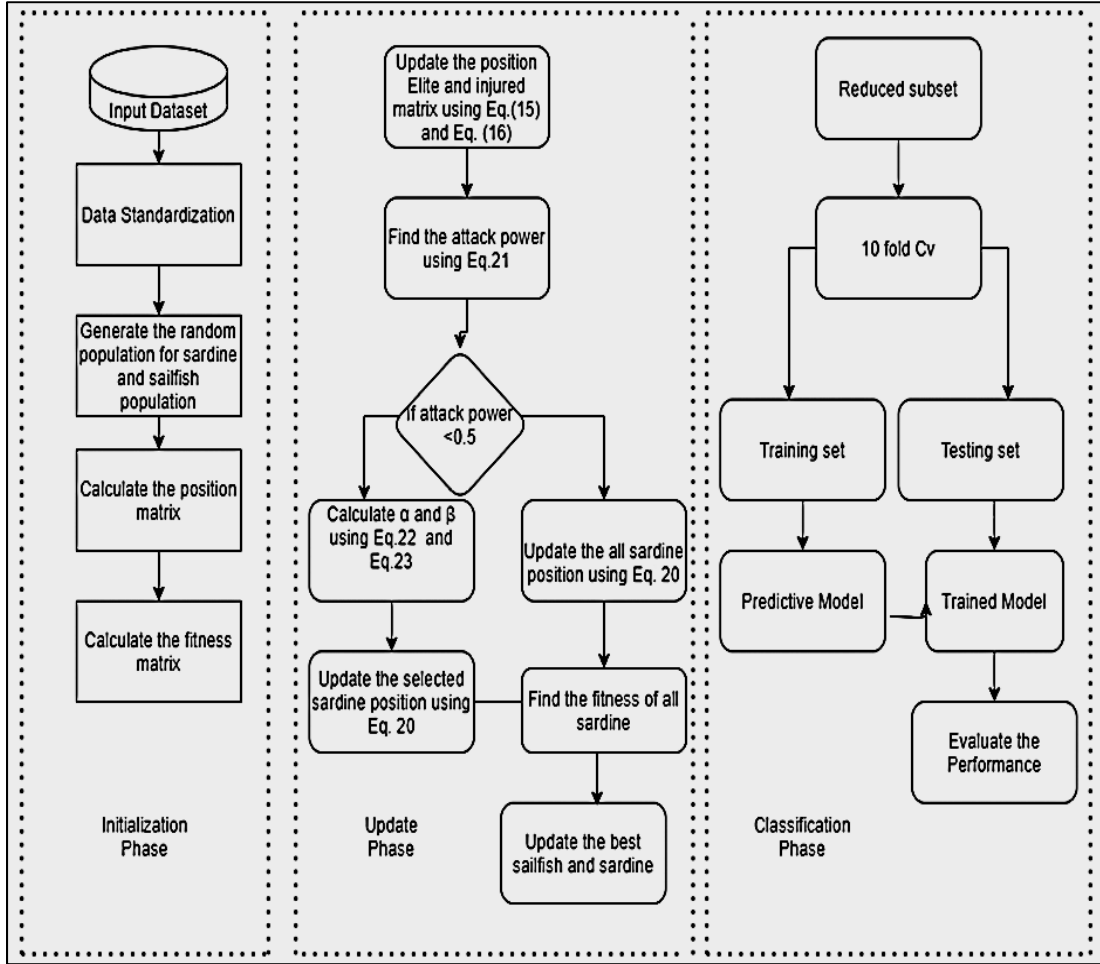 Input Dataset
Data Standardization
Generate the random
population for sardine
and sailfish
population
Calculate the position
matrix
Calculate the fitness
matrix
Initialization
Phase
Update the position
Elite and injured
matrix using Eq.(15)
and Eq. (16)
Find the attack power
using Eq.21
If attack power
<0.5
Calculate α and β
using Eq.22 and
Eq.23
Update the all sardine
position using Eq. 20
Update the selected
sardine position using
Eq. 20
Find the fitness of all
sardine
Update the best
sailfish and sardine
Update
Phase
Reduced subset
10 fold Cv
Training set
Testing set
Predictive Model
Trained Model
Evaluate the
Performance
Classification
Phase